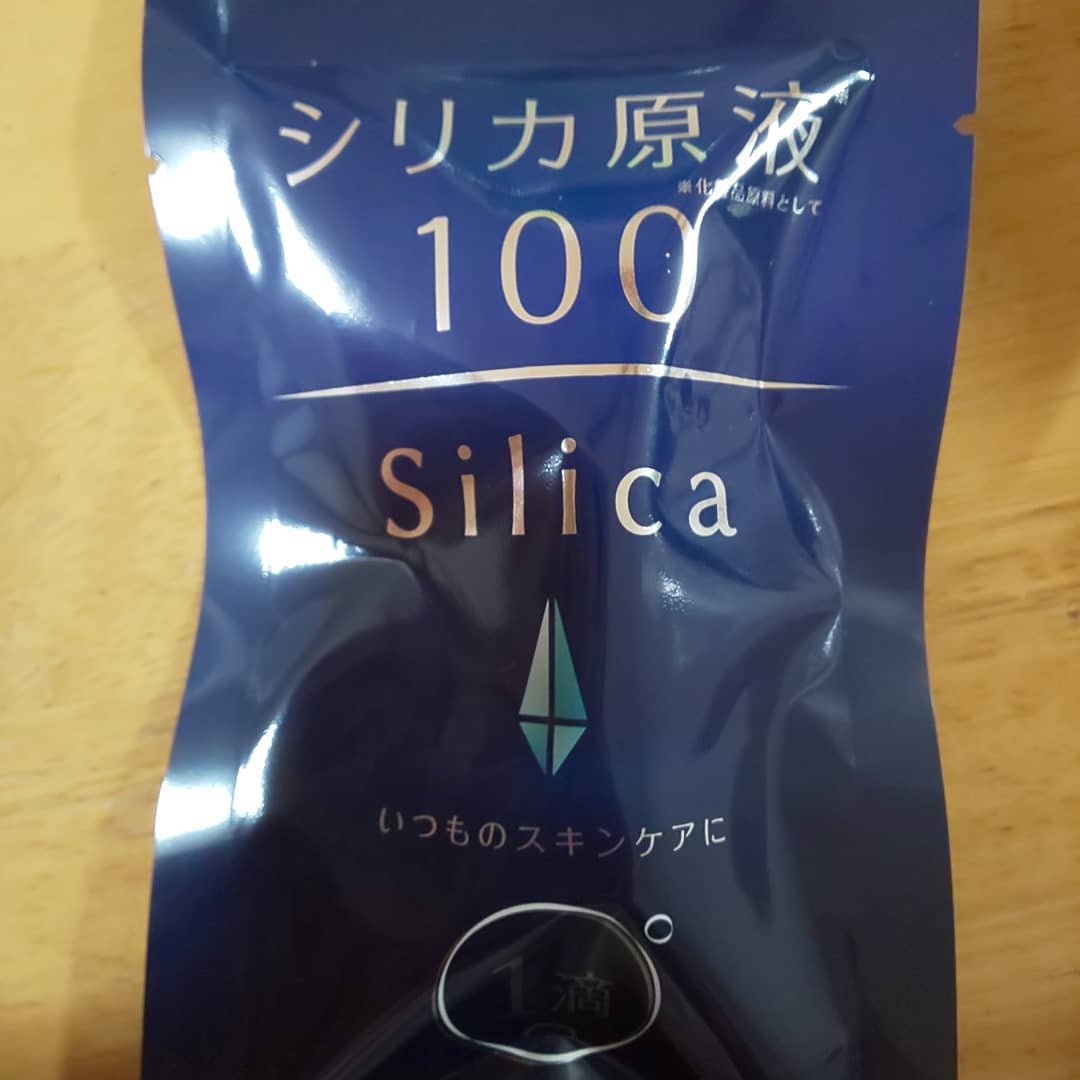 シリカ原液※
※化粧品原料として
100
Silica
いつものスキンケアに
1滴